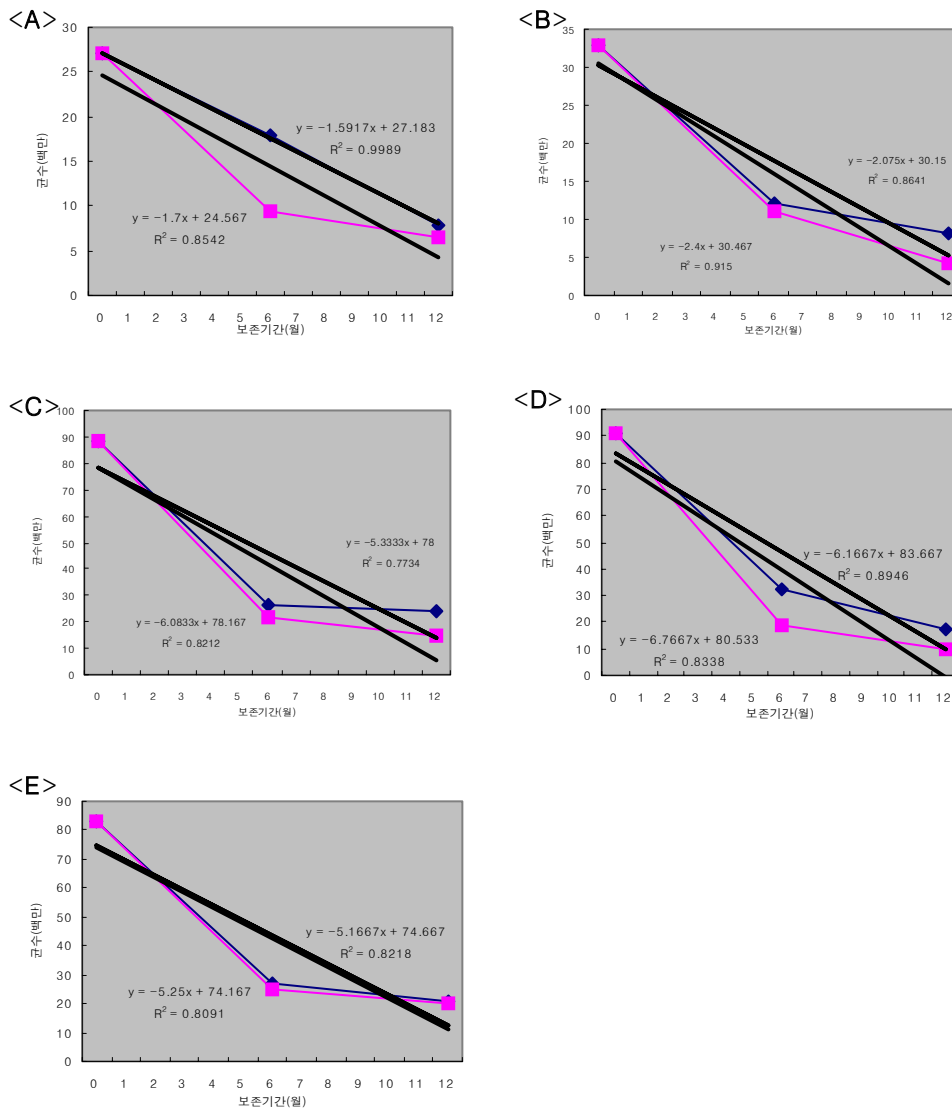 <A>
30
25
20
15
10
5
0
균수(백만)
y = −1.5917x + 27.183
R² = 0.9989
y = −1.7x + 24.567
R² = 0.8542
0 1 2 3 4 5 6 7 8 9 10 11 12
보존기간(월)
<B>
35
30
25
20
15
10
5
0
균수(백만)
y = −2.075x + 30.15
R² = 0.8641
y = −2.4x + 30.467
R² = 0.915
0 1 2 3 4 5 6 7 8 9 10 11 12
보존기간(월)
<C>
100
90
80
70
60
50
40
30
20
10
0
균수(백만)
y = −5.3333x + 78
R² = 0.7734
y = −6.0833x + 78.167
R² = 0.8212
0 1 2 3 4 5 6 7 8 9 10 11 12
보존기간(월)
<D>
100
90
80
70
60
50
40
30
20
10
0
균수(백만)
y = −6.1667x + 83.667
R² = 0.8946
y = −6.7667x + 80.533
R² = 0.8338
0 1 2 3 4 5 6 7 8 9 10 11 12
보존기간(월)
<E>
90
80
70
60
50
40
30
20
10
0
균수(백만)
y = −5.1667x + 74.667
R² = 0.8218
y = −5.25x + 74.167
R² = 0.8091
0 1 2 3 4 5 6 7 8 9 10 11 12
보존기간(월)